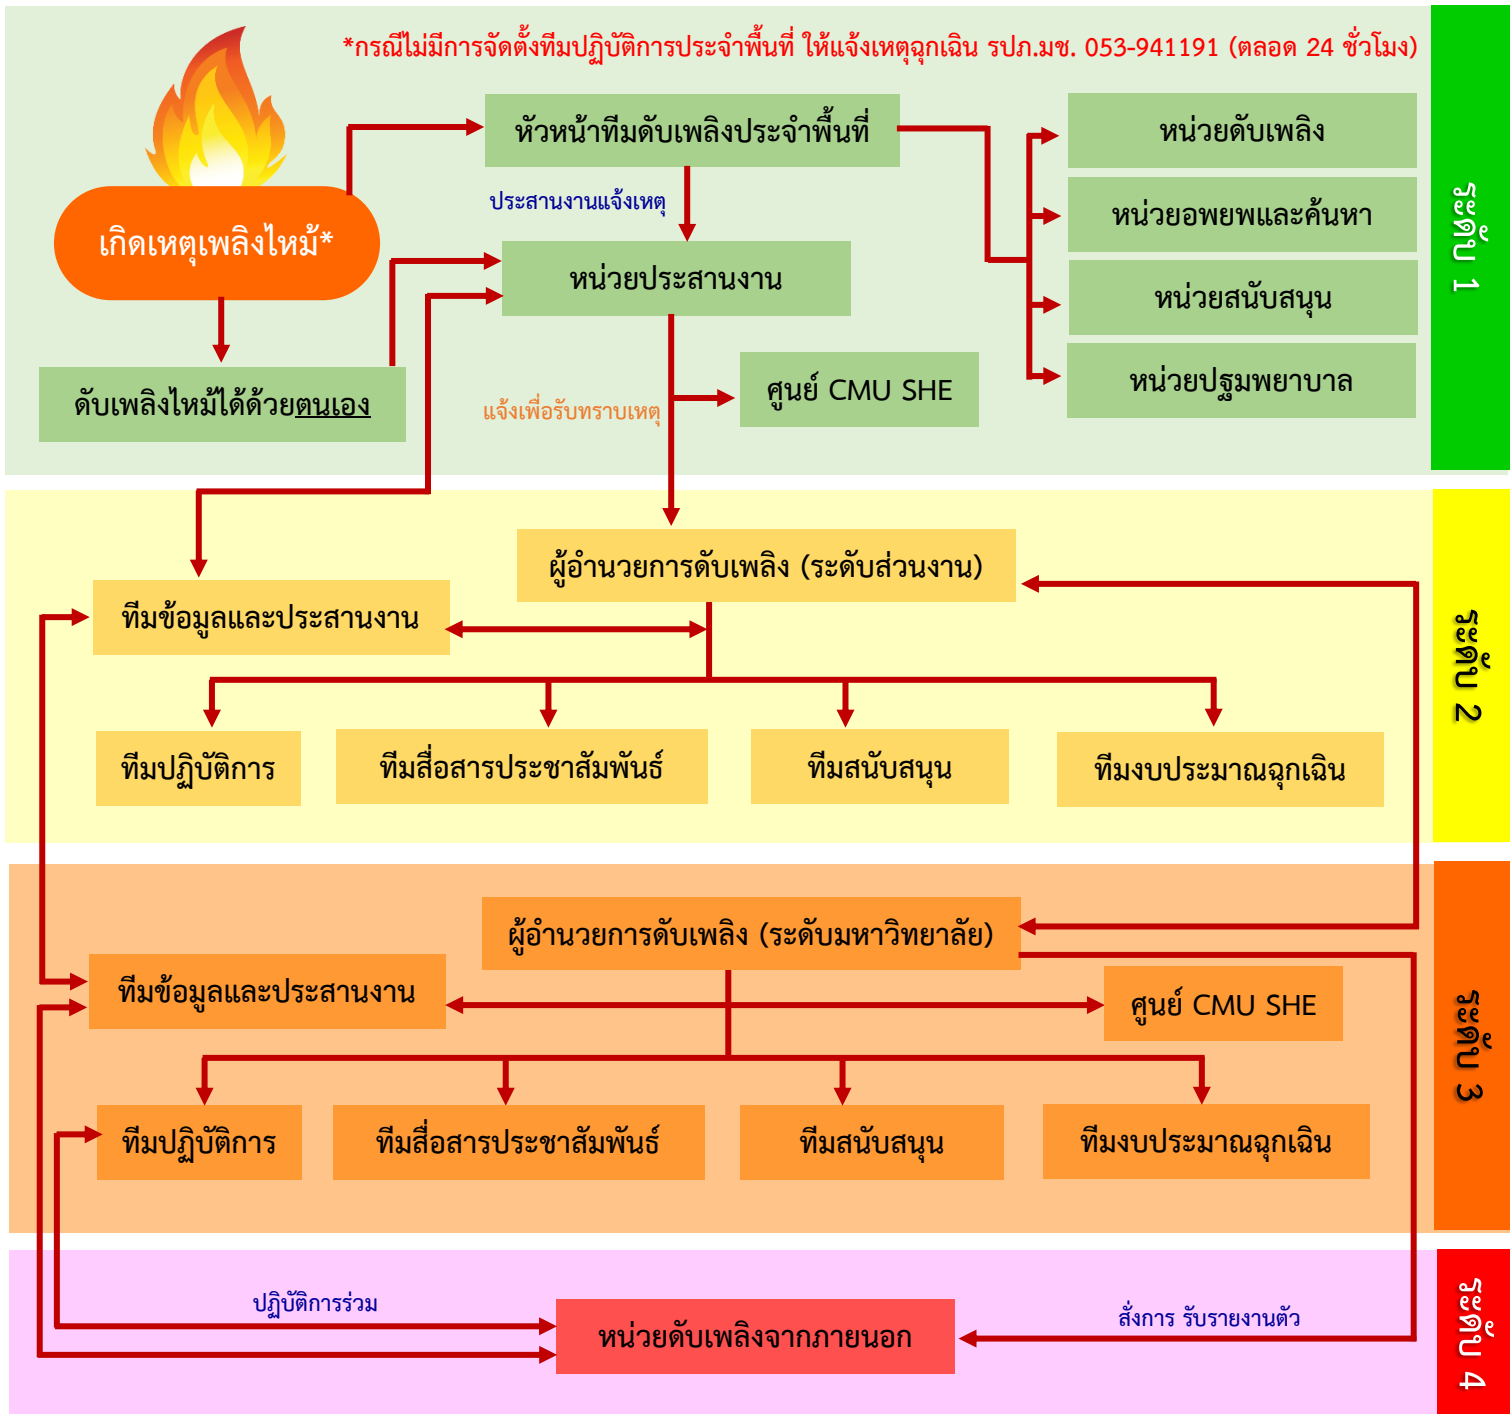 *กรณีไม่มีการจัดตั้งทีมปฏิบัติการประจำพื้นที่ ให้แจ้งเหตุฉุกเฉิน รปภ.มช. 053-941191 (ตลอด 24 ชั่วโมง)
หัวหน้าทีมดับเพลิงประจำพื้นที่
หน่วยดับเพลิง
ประสานงานแจ้งเหตุ
หน่วยอพยพและค้นหา
เกิดเหตุเพลิงไหม้*
หน่วยประสานงาน
หน่วยสนับสนุน
ระดับ 1
ดับเพลิงไหม้ได้ด้วยตนเอง
แจ้งเพื่อรับทราบเหตุ
ศูนย์ CMU SHE
หน่วยปฐมพยาบาล
ผู้อำนวยการดับเพลิง (ระดับส่วนงาน)
ทีมข้อมูลและประสานงาน
ระดับ 2
ทีมปฏิบัติการ
ทีมสื่อสารประชาสัมพันธ์
ทีมสนับสนุน
ทีมงบประมาณฉุกเฉิน
ผู้อำนวยการดับเพลิง (ระดับมหาวิทยาลัย)
ทีมข้อมูลและประสานงาน
ศูนย์ CMU SHE
ระดับ 3
ทีมปฏิบัติการ
ทีมสื่อสารประชาสัมพันธ์
ทีมสนับสนุน
ทีมงบประมาณฉุกเฉิน
ปฏิบัติการร่วม
หน่วยดับเพลิงจากภายนอก
สั่งการ รับรายงานตัว
ระดับ 4